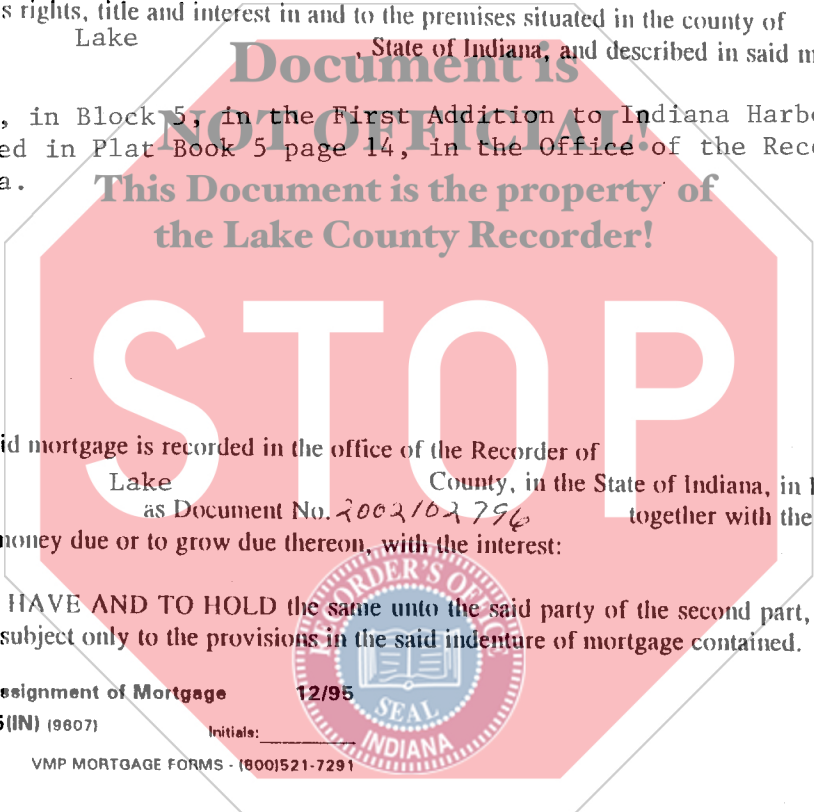 s rights, title and interest in and to the premises situated in the county of
Lake , State of Indiana, and described in said m
Document is
, in Block 5, in the First Addition to Indiana Harb
NOT OFFICIAL!
ed in Plat Book 5 page 14, in the Office of the Rec
a.
This Document is the property of
the Lake County Recorder!
STOP
id mortgage is recorded in the office of the Recorder of
Lake County, in the State of Indiana, in
as Document No. 2002102796 together with the
money due or to grow due thereon, with the interest:
HAVE AND TO HOLD the same unto the said party of the second part,
subject only to the provisions in the said indenture of mortgage contained.
RECORDER'S OFFICE
SEAL
INDIANA
ssignment of Mortgage 12/95
5(IN) (9607)
Initials:
VMP MORTGAGE FORMS - (800)521-7291